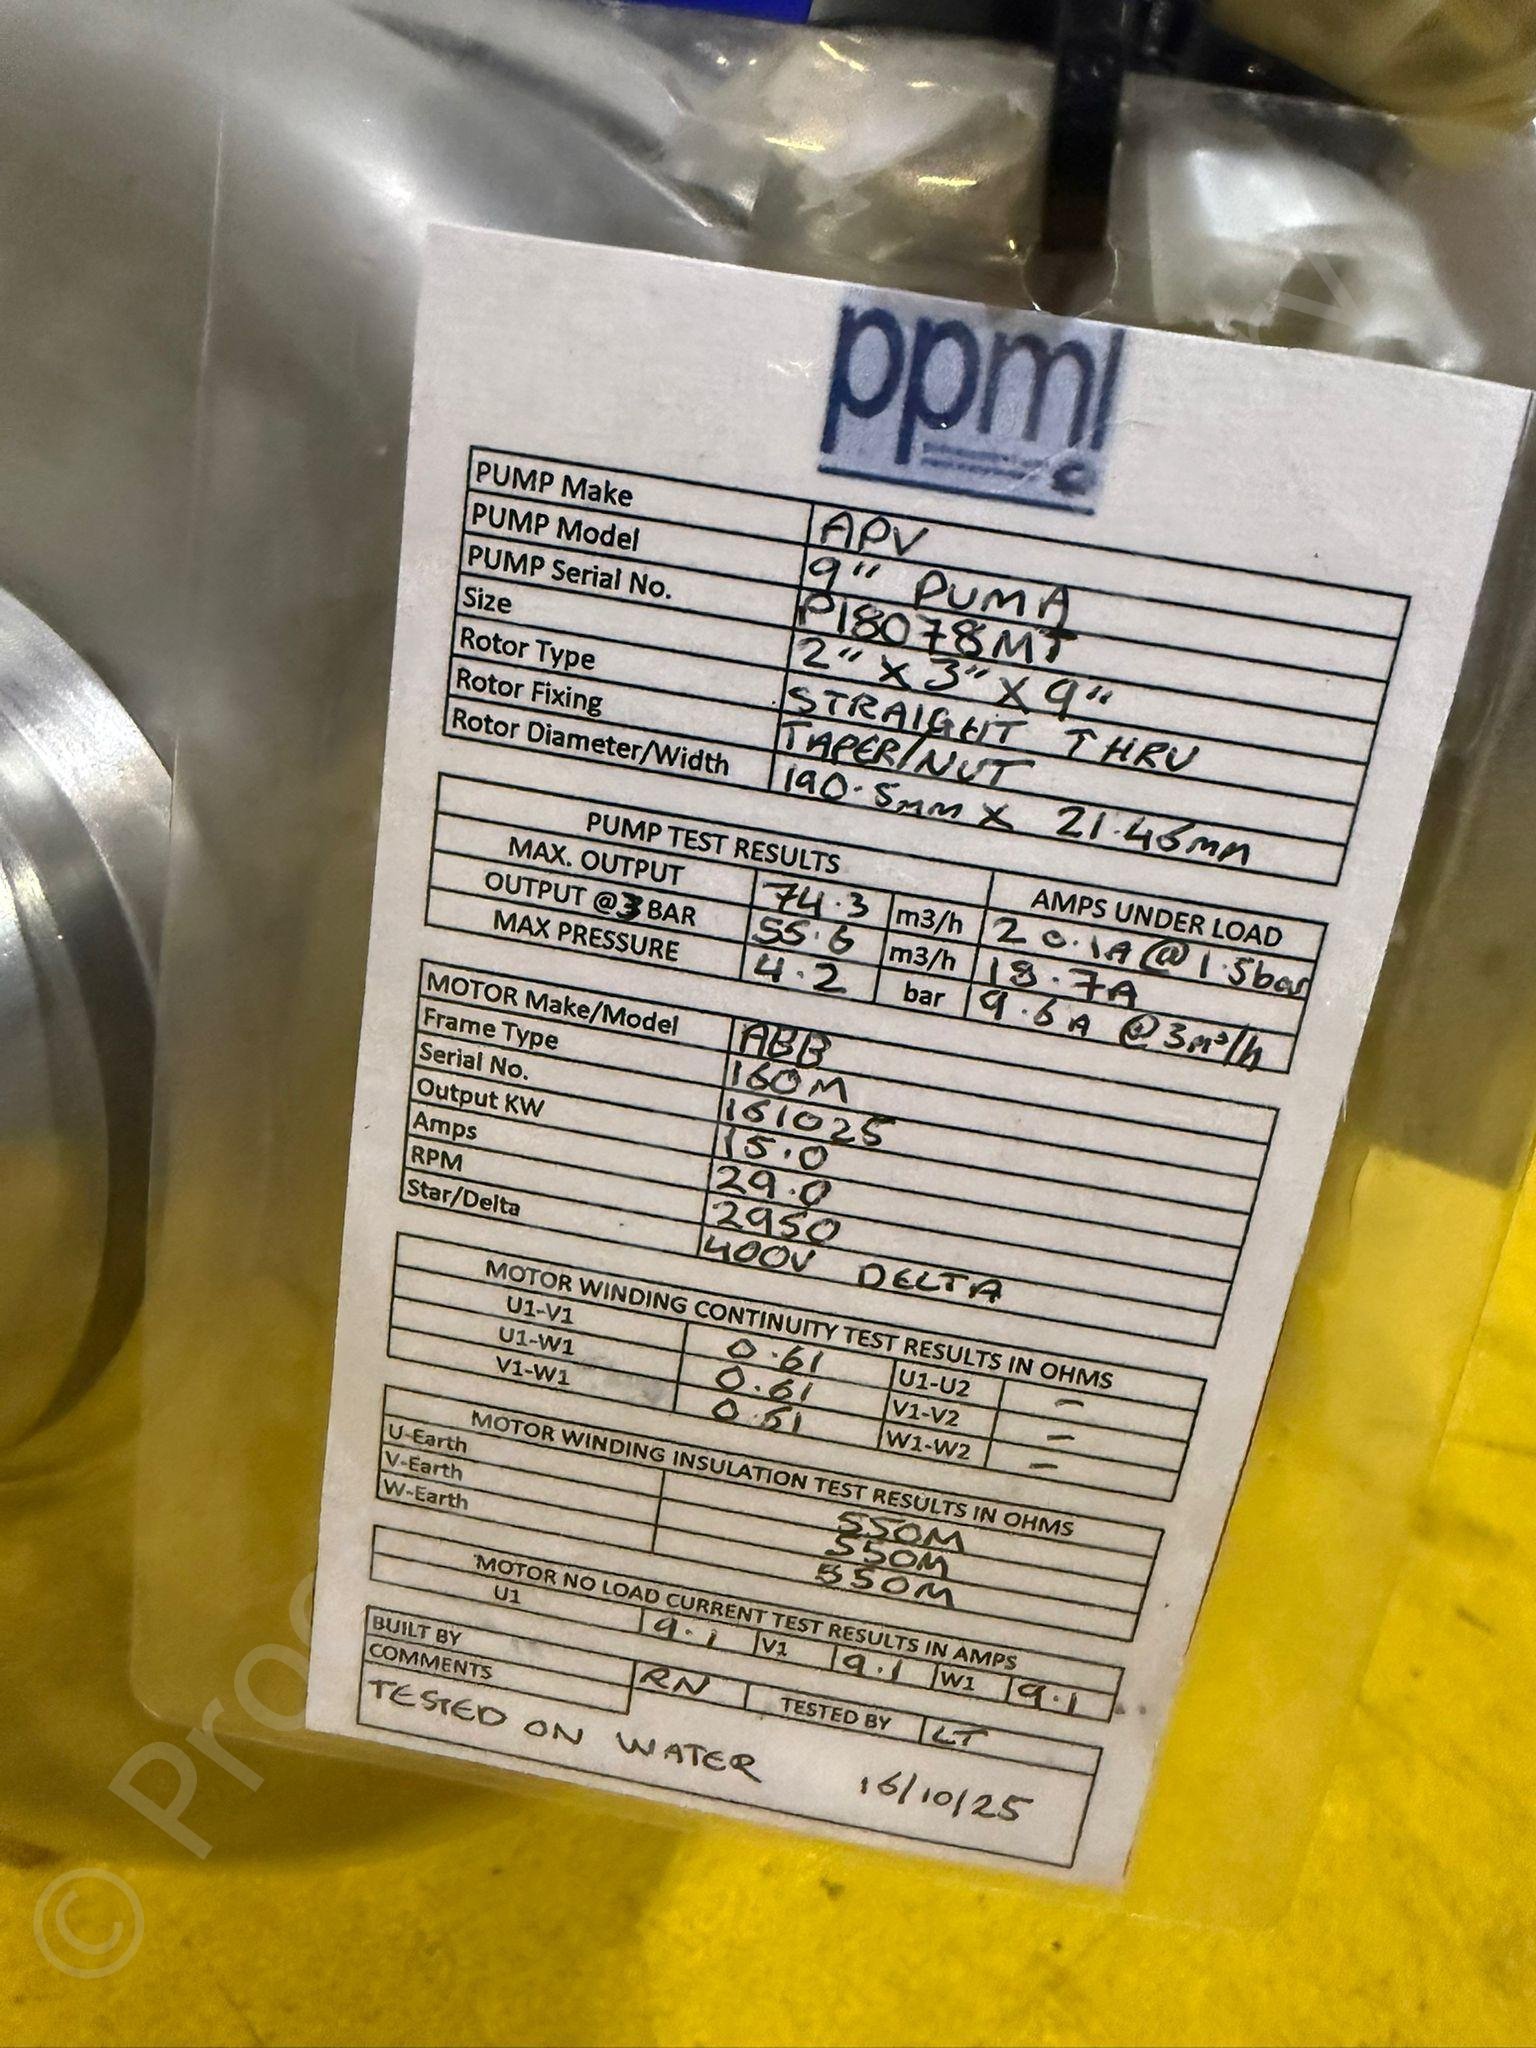 ppm
PUMP Make APV
PUMP Model 9" PUMA
PUMP Serial No. P18078MT
Size 2" X 3" X 9"
Rotor Type STRAIGHT THRU
Rotor Fixing TAPER/NUT
Rotor Diameter/Width 190.5mm X 21.46mm
PUMP TEST RESULTS AMPS UNDER LOAD
MAX. OUTPUT 74.3 m3/h 20.1A @ 1.5bar
OUTPUT @3 BAR 55.6 m3/h 18.7A
MAX PRESSURE 4.2 bar 9.6A @3m³/h
MOTOR Make/Model ABB
Frame Type 160M
Serial No. 161025
Output KW 15.0
Amps 29.0
RPM 2950
Star/Delta 400V DELTA
MOTOR WINDING CONTINUITY TEST RESULTS IN OHMS
U1-V1 0.61 U1-U2 –
U1-W1 0.61 V1-V2 –
V1-W1 0.61 W1-W2 –
MOTOR WINDING INSULATION TEST RESULTS IN OHMS
U-Earth 550M
V-Earth 550M
W-Earth 550M
MOTOR NO LOAD CURRENT TEST RESULTS IN AMPS
U1 9.1 V1 9.1 W1 9.1
BUILT BY RN TESTED BY LT
COMMENTS
TESTED ON WATER 16/10/25